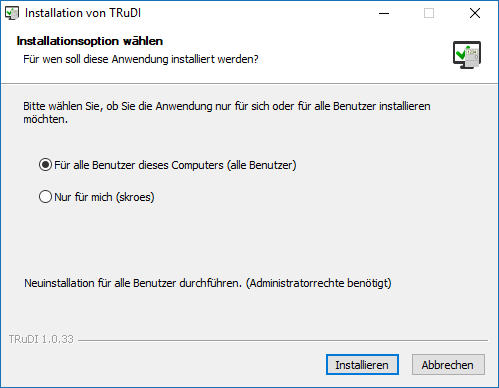 Installation von TRuDI
Installationsoption wählen
Für wen soll diese Anwendung installiert werden?
Bitte wählen Sie, ob Sie die Anwendung nur für sich oder für alle Benutzer installieren
möchten.
Für alle Benutzer dieses Computers (alle Benutzer)
Nur für mich (skroes)
Neuinstallation für alle Benutzer durchführen. (Administratorrechte benötigt)
TRuDI 1.0.33
Installieren
Abbrechen